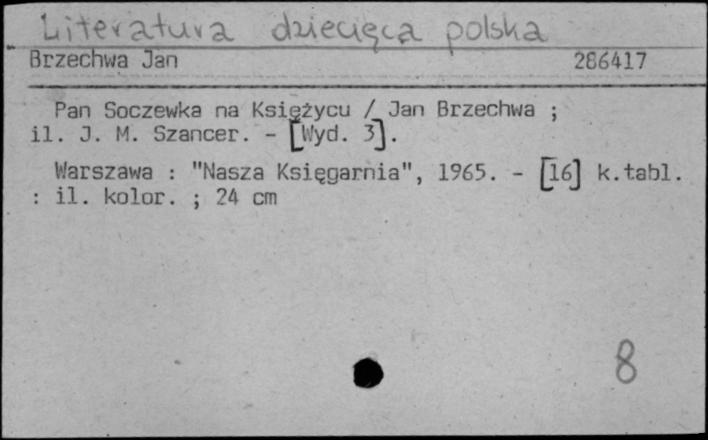 Literatura dziecięca polska
Brzechwa Jan 286417
Pan Soczewka na Księżycu / Jan Brzechwa ;
il. J. M. Szancer. - [Wyd. 3].
Warszawa : "Nasza Księgarnia", 1965. - [16] k.tabl.
: il. kolor. ; 24 cm
8